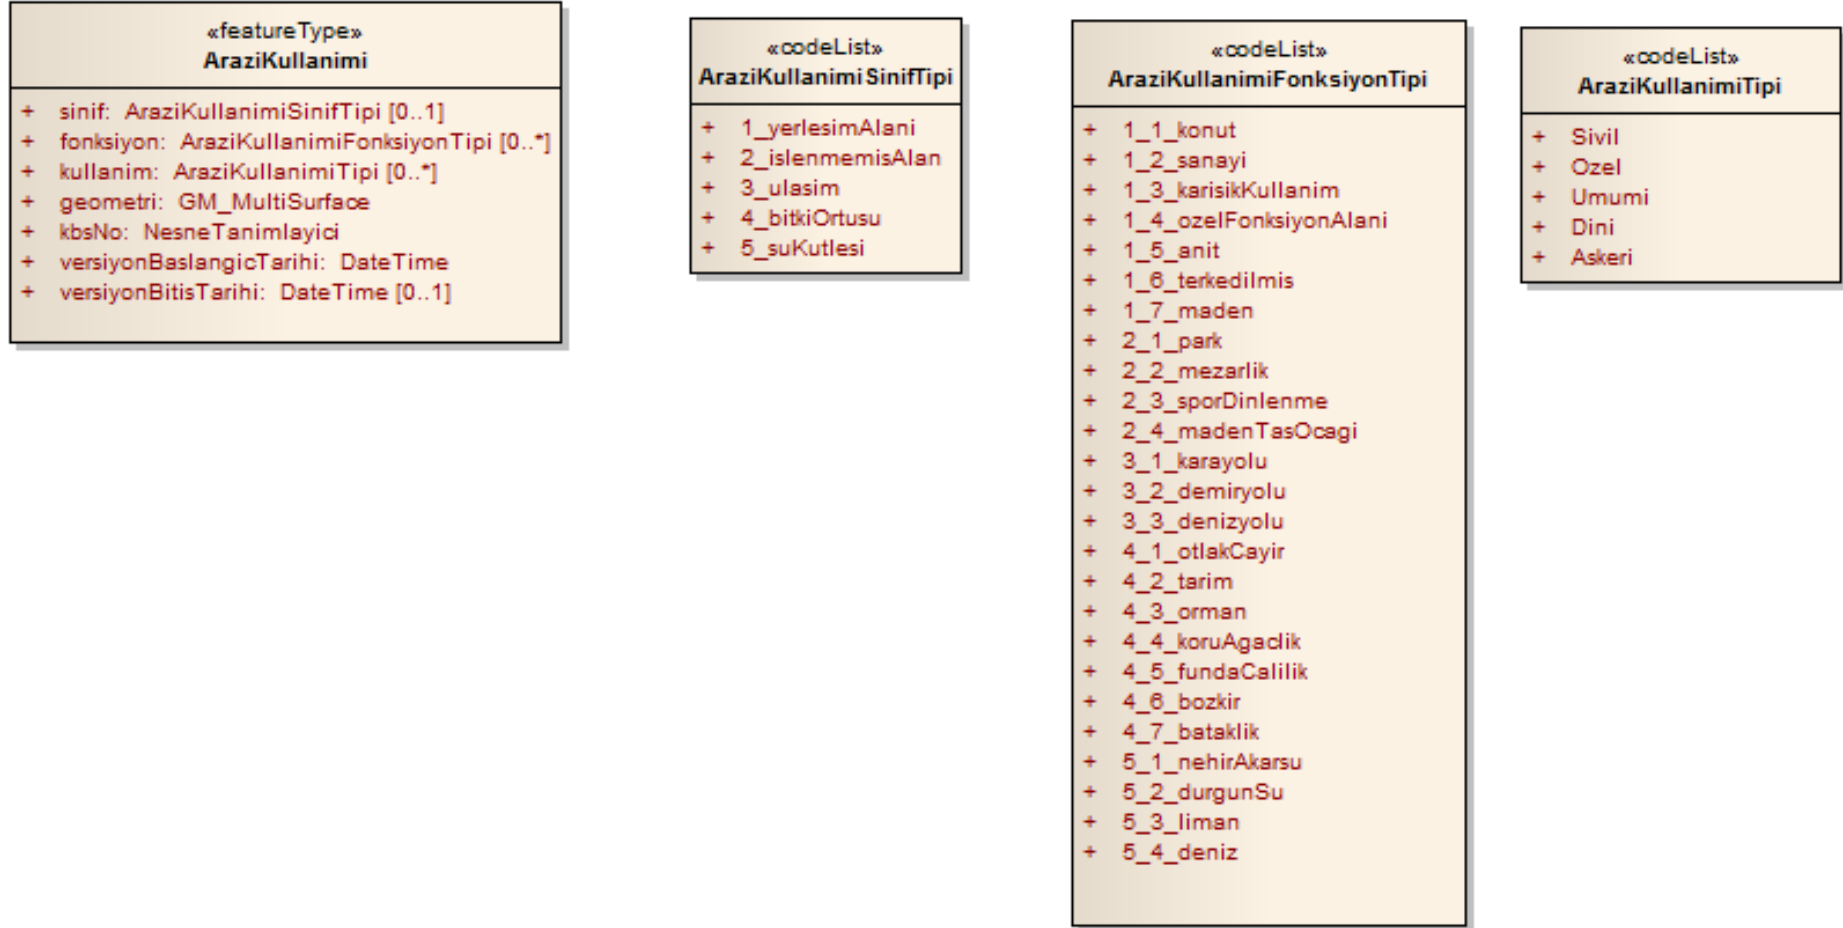 «featureType»
AraziKullanimi
+ sinif: AraziKullanimiSinifTipi [0..1]
+ fonksiyon: AraziKullanimiFonksiyonTipi [0..*]
+ kullanim: AraziKullanimiTipi [0..*]
+ geometri: GM_MultiSurface
+ kbsNo: NesneTanimlayici
+ versiyonBaslangicTarihi: DateTime
+ versiyonBitisTarihi: DateTime [0..1]
«codeList»
AraziKullanimiSinifTipi
+ 1_yerlesimAlani
+ 2_islenmemisAlan
+ 3_ulasim
+ 4_bitkiOrtusu
+ 5_suKutlesi
«codeList»
AraziKullanimiFonksiyonTipi
+ 1_1_konut
+ 1_2_sanayi
+ 1_3_karisikKullanim
+ 1_4_ozelFonksiyonAlani
+ 1_5_anit
+ 1_6_terkedilmis
+ 1_7_maden
+ 2_1_park
+ 2_2_mezarlik
+ 2_3_sporDinlenme
+ 2_4_madenTasOcagi
+ 3_1_karayolu
+ 3_2_demiryolu
+ 3_3_denizyolu
+ 4_1_otlakCayir
+ 4_2_tarim
+ 4_3_orman
+ 4_4_koruAgaclik
+ 4_5_fundaCalilik
+ 4_6_bozkir
+ 4_7_bataklik
+ 5_1_nehirAkarsu
+ 5_2_durgunSu
+ 5_3_liman
+ 5_4_deniz
«codeList»
AraziKullanimiTipi
+ Sivil
+ Ozel
+ Umumi
+ Dini
+ Askeri